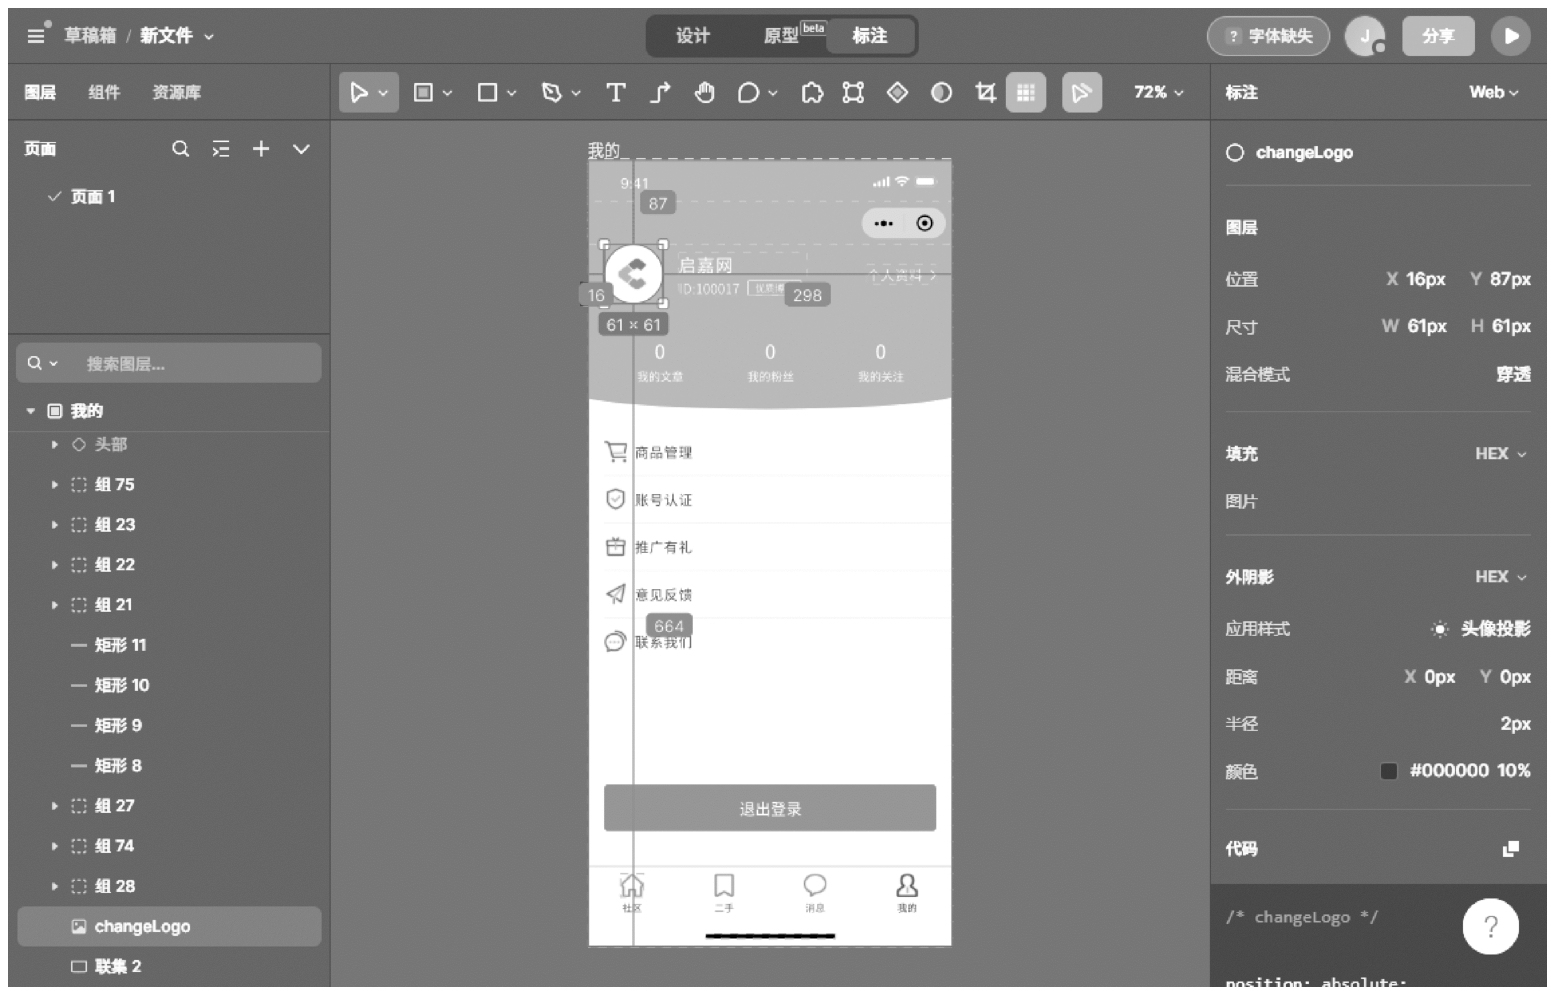 草稿箱 / 新文件
设计 原型 beta 标注
? 字体缺失 J 分享
图层 组件 资源库
72%
标注 Web
页面
页面 1
搜索图层...
我的
头部
组 75
组 23
组 22
组 21
矩形 11
矩形 10
矩形 9
矩形 8
组 27
组 74
组 28
changeLogo
联集 2
我的
9:41
87
启嘉网
个人资料
ID:100017
16
298
61 × 61
0 0 0
我的文章 我的粉丝 我的关注
商品管理
账号认证
推广有礼
意见反馈
664
联系我们
退出登录
社区 二手 消息 我的
changeLogo
图层
位置 X 16px Y 87px
尺寸 W 61px H 61px
混合模式 穿透
填充 HEX
图片
外阴影 HEX
应用样式 头像投影
距离 X 0px Y 0px
半径 2px
颜色 #000000 10%
代码
/* changeLogo */
?
position: absolute;